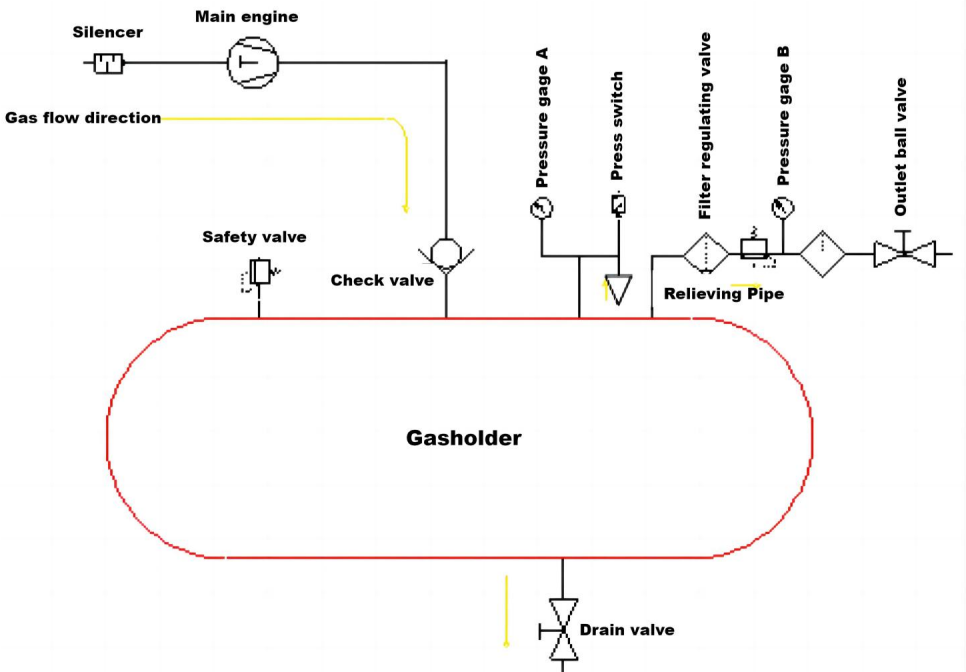 Main engine
Silencer
Gas flow direction
Safety valve
Check valve
Pressure gage A
Press switch
Filter regulating valve
Pressure gage B
Outlet ball valve
Relieving Pipe
Gasholder
Drain valve